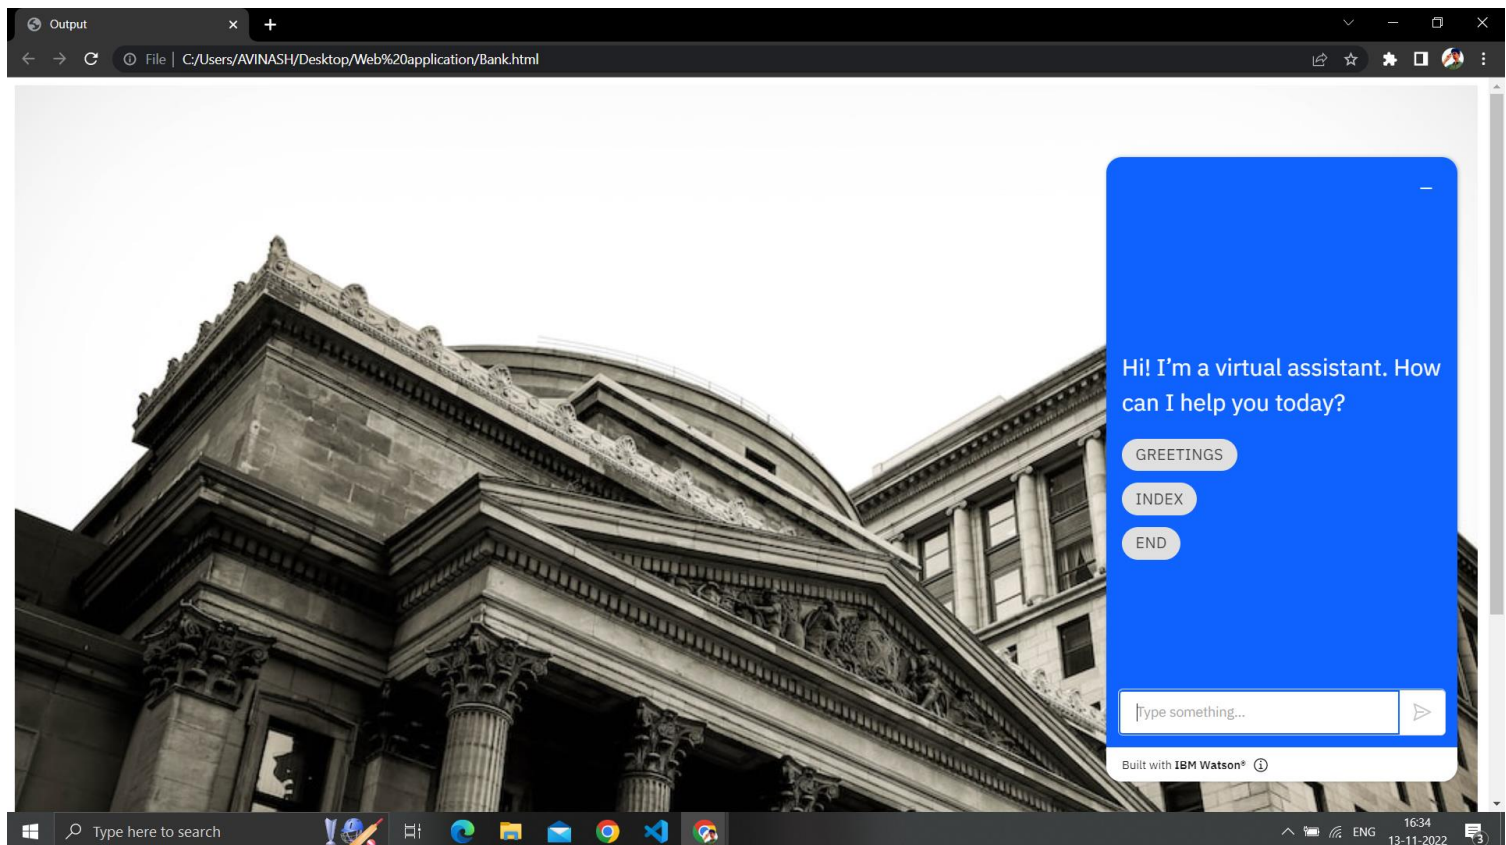 Output
File | C:/Users/AVINASH/Desktop/Web%20application/Bank.html
Hi! I'm a virtual assistant. How
can I help you today?
GREETINGS
INDEX
END
Type something...
Built with IBM Watson®
Type here to search
ENG
16:34
13-11-2022
3